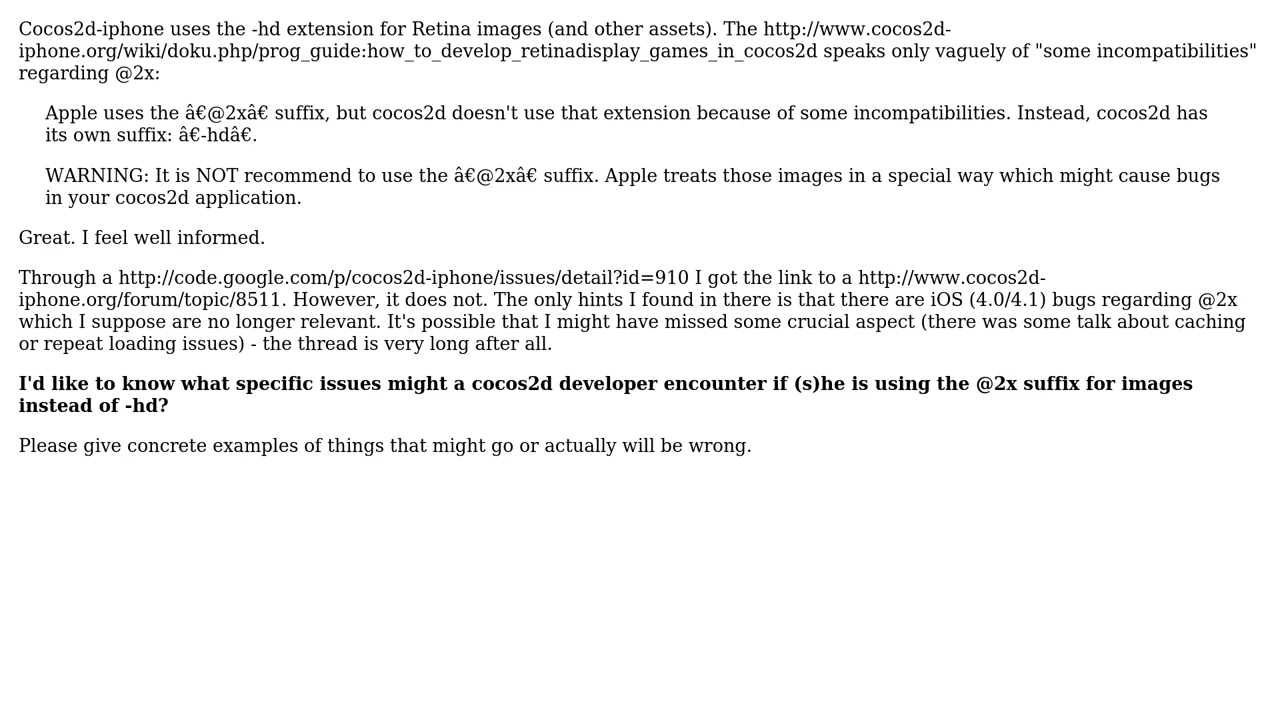 Cocos2d-iphone uses the -hd extension for Retina images (and other assets). The http://www.cocos2d-
iphone.org/wiki/doku.php/prog_guide:how_to_develop_retinadisplay_games_in_cocos2d speaks only vaguely of "some incompatibilities"
regarding @2x:
Apple uses the â€@2xâ€ suffix, but cocos2d doesn't use that extension because of some incompatibilities. Instead, cocos2d has
its own suffix: â€-hdâ€.
WARNING: It is NOT recommend to use the â€@2xâ€ suffix. Apple treats those images in a special way which might cause bugs
in your cocos2d application.
Great. I feel well informed.
Through a http://code.google.com/p/cocos2d-iphone/issues/detail?id=910 I got the link to a http://www.cocos2d-
iphone.org/forum/topic/8511. However, it does not. The only hints I found in there is that there are iOS (4.0/4.1) bugs regarding @2x
which I suppose are no longer relevant. It's possible that I might have missed some crucial aspect (there was some talk about caching
or repeat loading issues) - the thread is very long after all.
I'd like to know what specific issues might a cocos2d developer encounter if (s)he is using the @2x suffix for images
instead of -hd?
Please give concrete examples of things that might go or actually will be wrong.